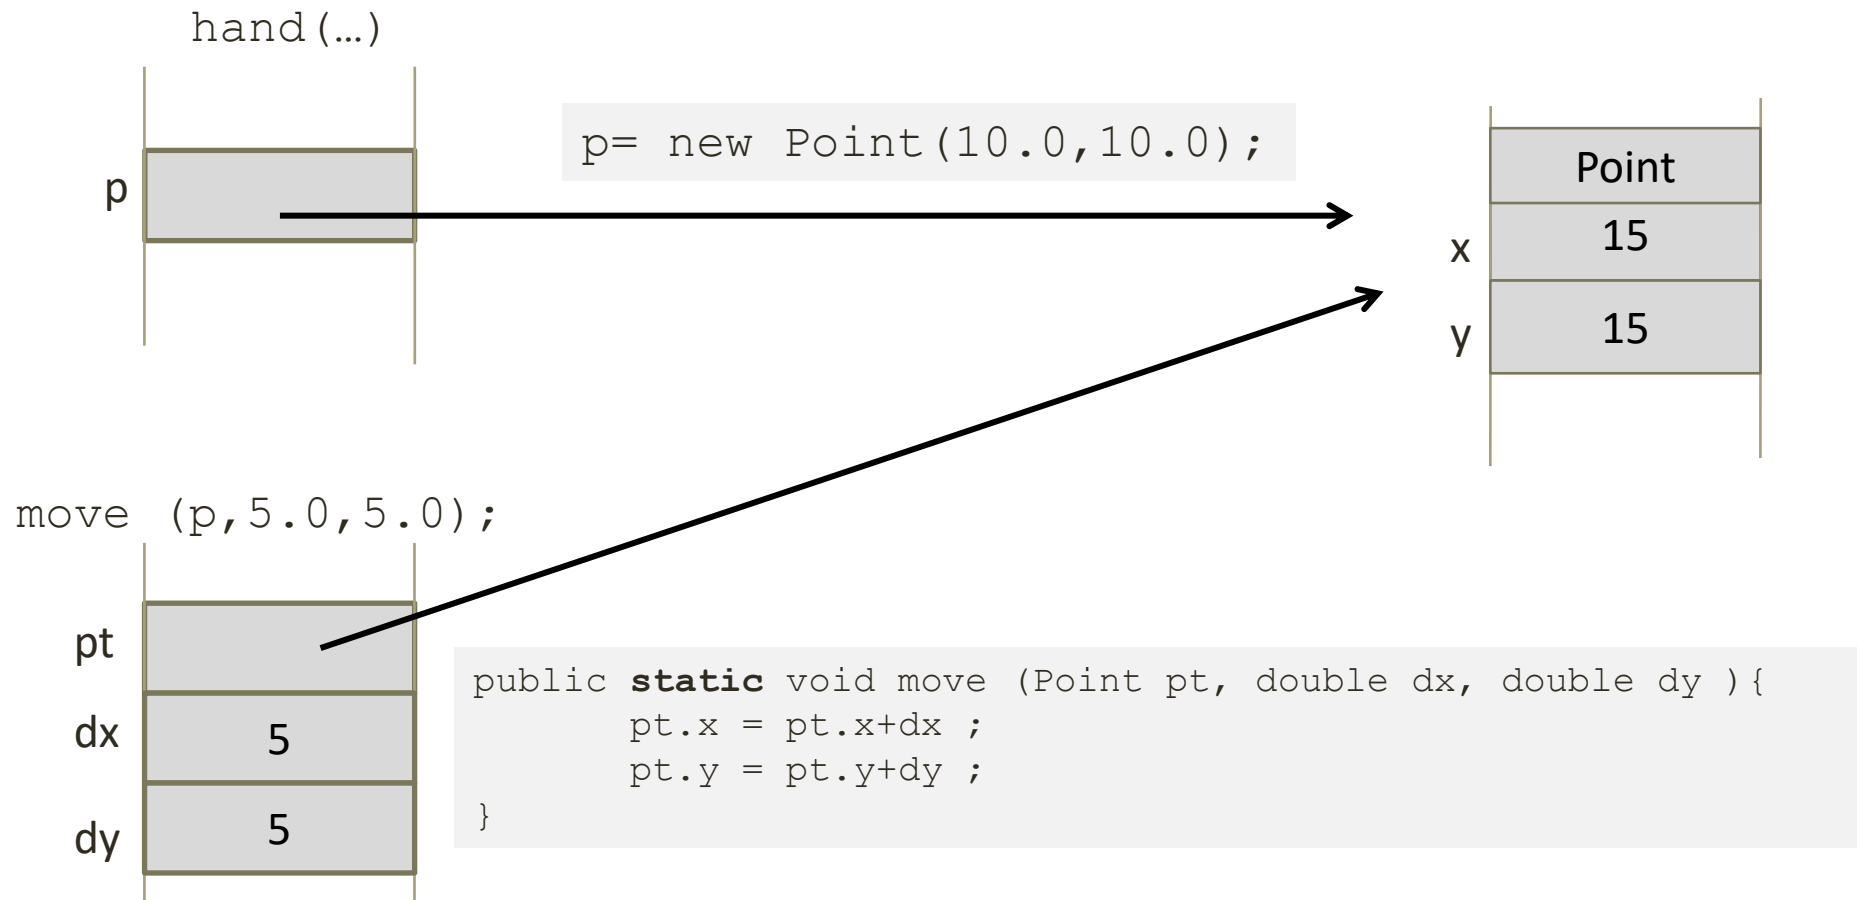 hand(…)
p= new Point(10.0,10.0);
p
Point
x 15
y 15
move (p,5.0,5.0);
pt
dx 5
dy 5
public static void move (Point pt, double dx, double dy ){
pt.x = pt.x+dx ;
pt.y = pt.y+dy ;
}